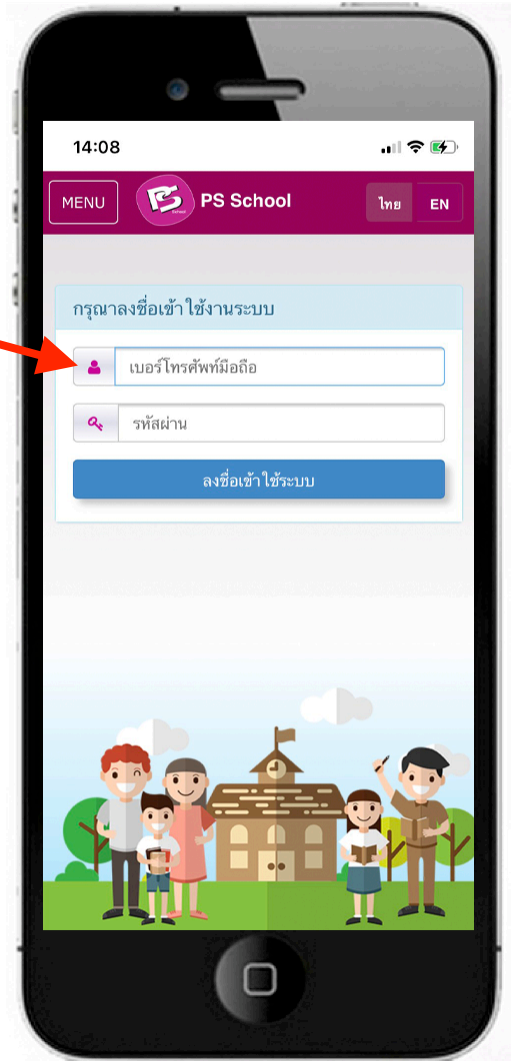 14:08
MENU
PS
School
PS School
ไทย
EN
กรุณาลงชื่อเข้าใช้งานระบบ
เบอร์โทรศัพท์มือถือ
รหัสผ่าน
ลงชื่อเข้าใช้ระบบ